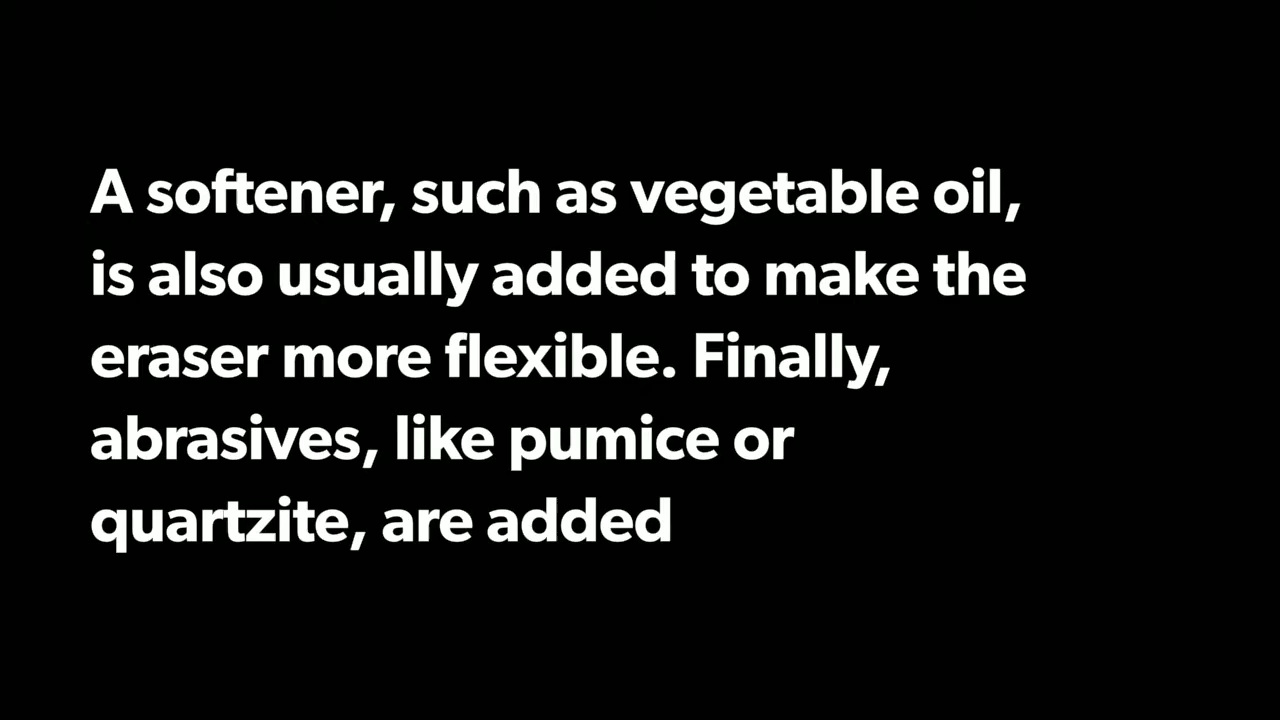 A softener, such as vegetable oil,
is also usually added to make the
eraser more flexible. Finally,
abrasives, like pumice or
quartzite, are added